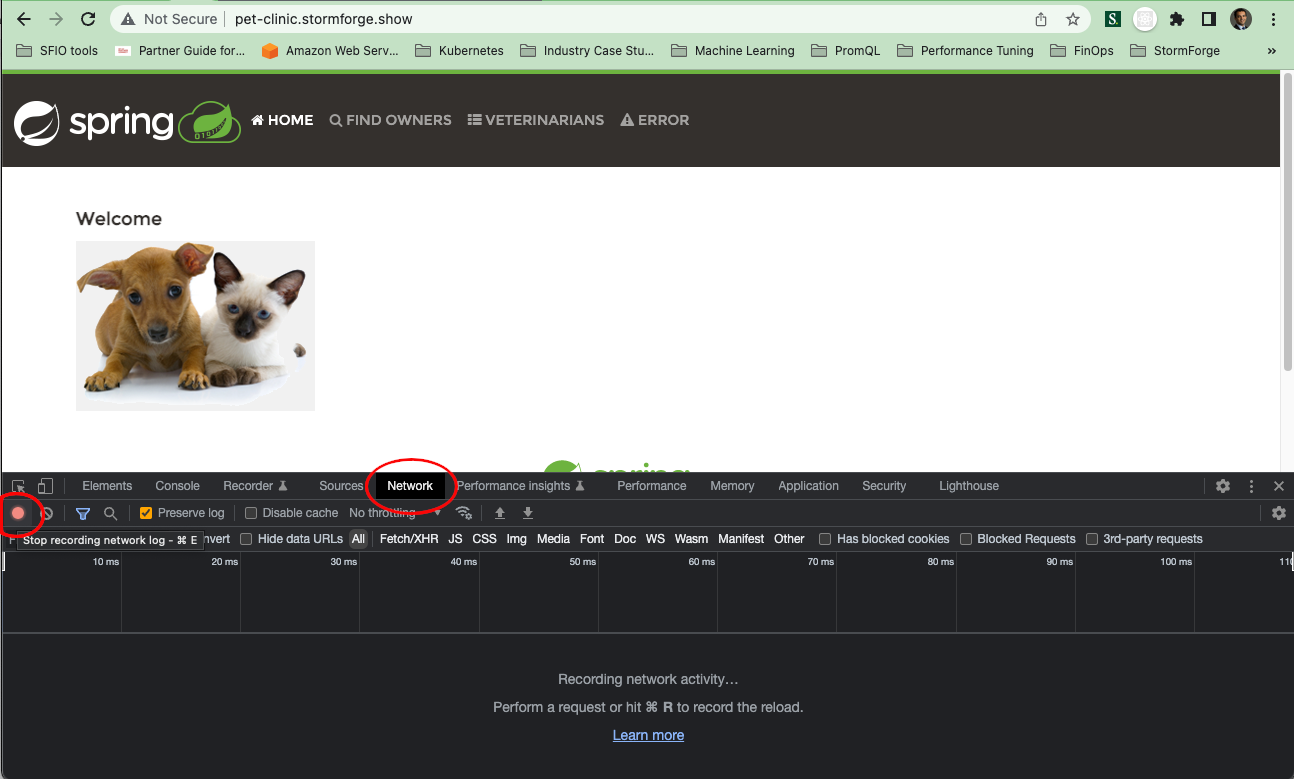 Not Secure pet-clinic.stormforge.show
S.
SFIO tools Partner Guide for... Amazon Web Serv... Kubernetes Industry Case Stu... Machine Learning PromQL Performance Tuning FinOps StormForge »
spring HOME FIND OWNERS VETERINARIANS ERROR
Welcome
Elements Console Recorder Sources Network Performance insights Performance Memory Application Security Lighthouse
Preserve log Disable cache No throttling
Stop recording network log - ⌘ E Hide data URLs All Fetch/XHR JS CSS Img Media Font Doc WS Wasm Manifest Other Has blocked cookies Blocked Requests 3rd-party requests
10 ms 20 ms 30 ms 40 ms 50 ms 60 ms 70 ms 80 ms 90 ms 100 ms
Recording network activity…
Perform a request or hit ⌘ R to record the reload.
Learn more